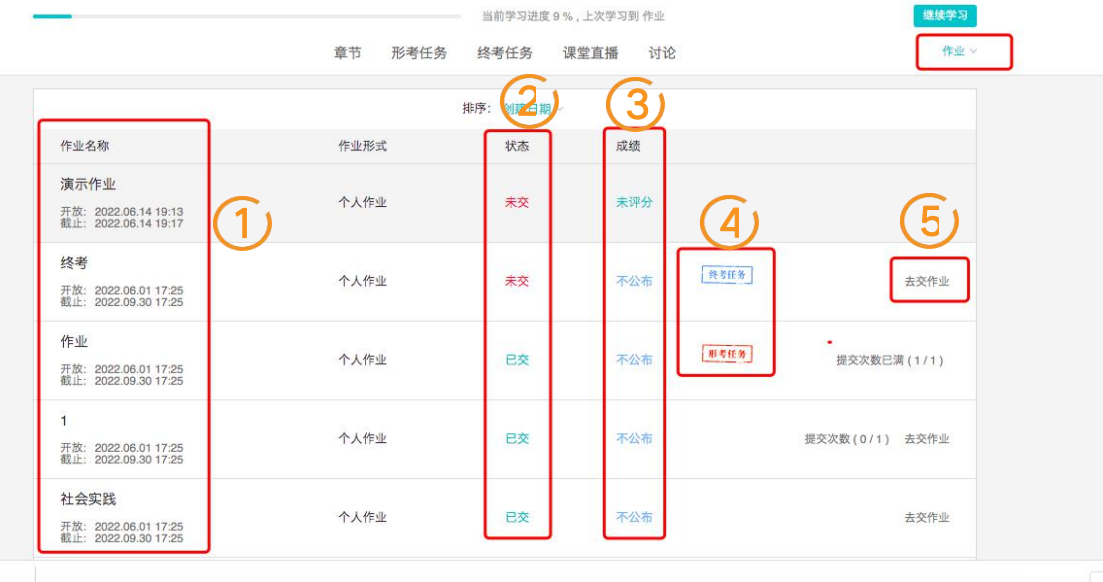 当前学习进度 9 % , 上次学习到 作业
继续学习
章节 形考任务 终考任务 课堂直播 讨论
作业
排序: 创建日期
② ③
作业名称 作业形式 状态 成绩
演示作业
开放: 2022.06.14 19:13
截止: 2022.06.14 19:17
个人作业 未交 未评分
① ④ ⑤
终考
开放: 2022.06.01 17:25
截止: 2022.09.30 17:25
个人作业 未交 不公布 终考任务 去交作业
作业
开放: 2022.06.01 17:25
截止: 2022.09.30 17:25
个人作业 已交 不公布 形考任务 提交次数已满 ( 1 / 1 )
1
开放: 2022.06.01 17:25
截止: 2022.09.30 17:25
个人作业 已交 不公布 提交次数 ( 0 / 1 ) 去交作业
社会实践
开放: 2022.06.01 17:25
截止: 2022.09.30 17:25
个人作业 已交 不公布 去交作业